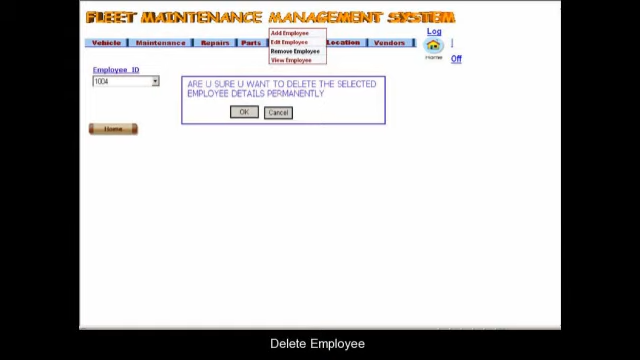 FLEET MAINTENANCE MANAGEMENT SYSTEM
Log
Add Employee
Vehicle Maintenance Repairs Parts Edit Employee Location Vendors
Remove Employee
Home
View Employee
Off
Employee_ID
1004
ARE U SURE U WANT TO DELETE THE SELECTED
EMPLOYEE DETAILS PERMANENTLY
OK Cancel
Home
Delete Employee